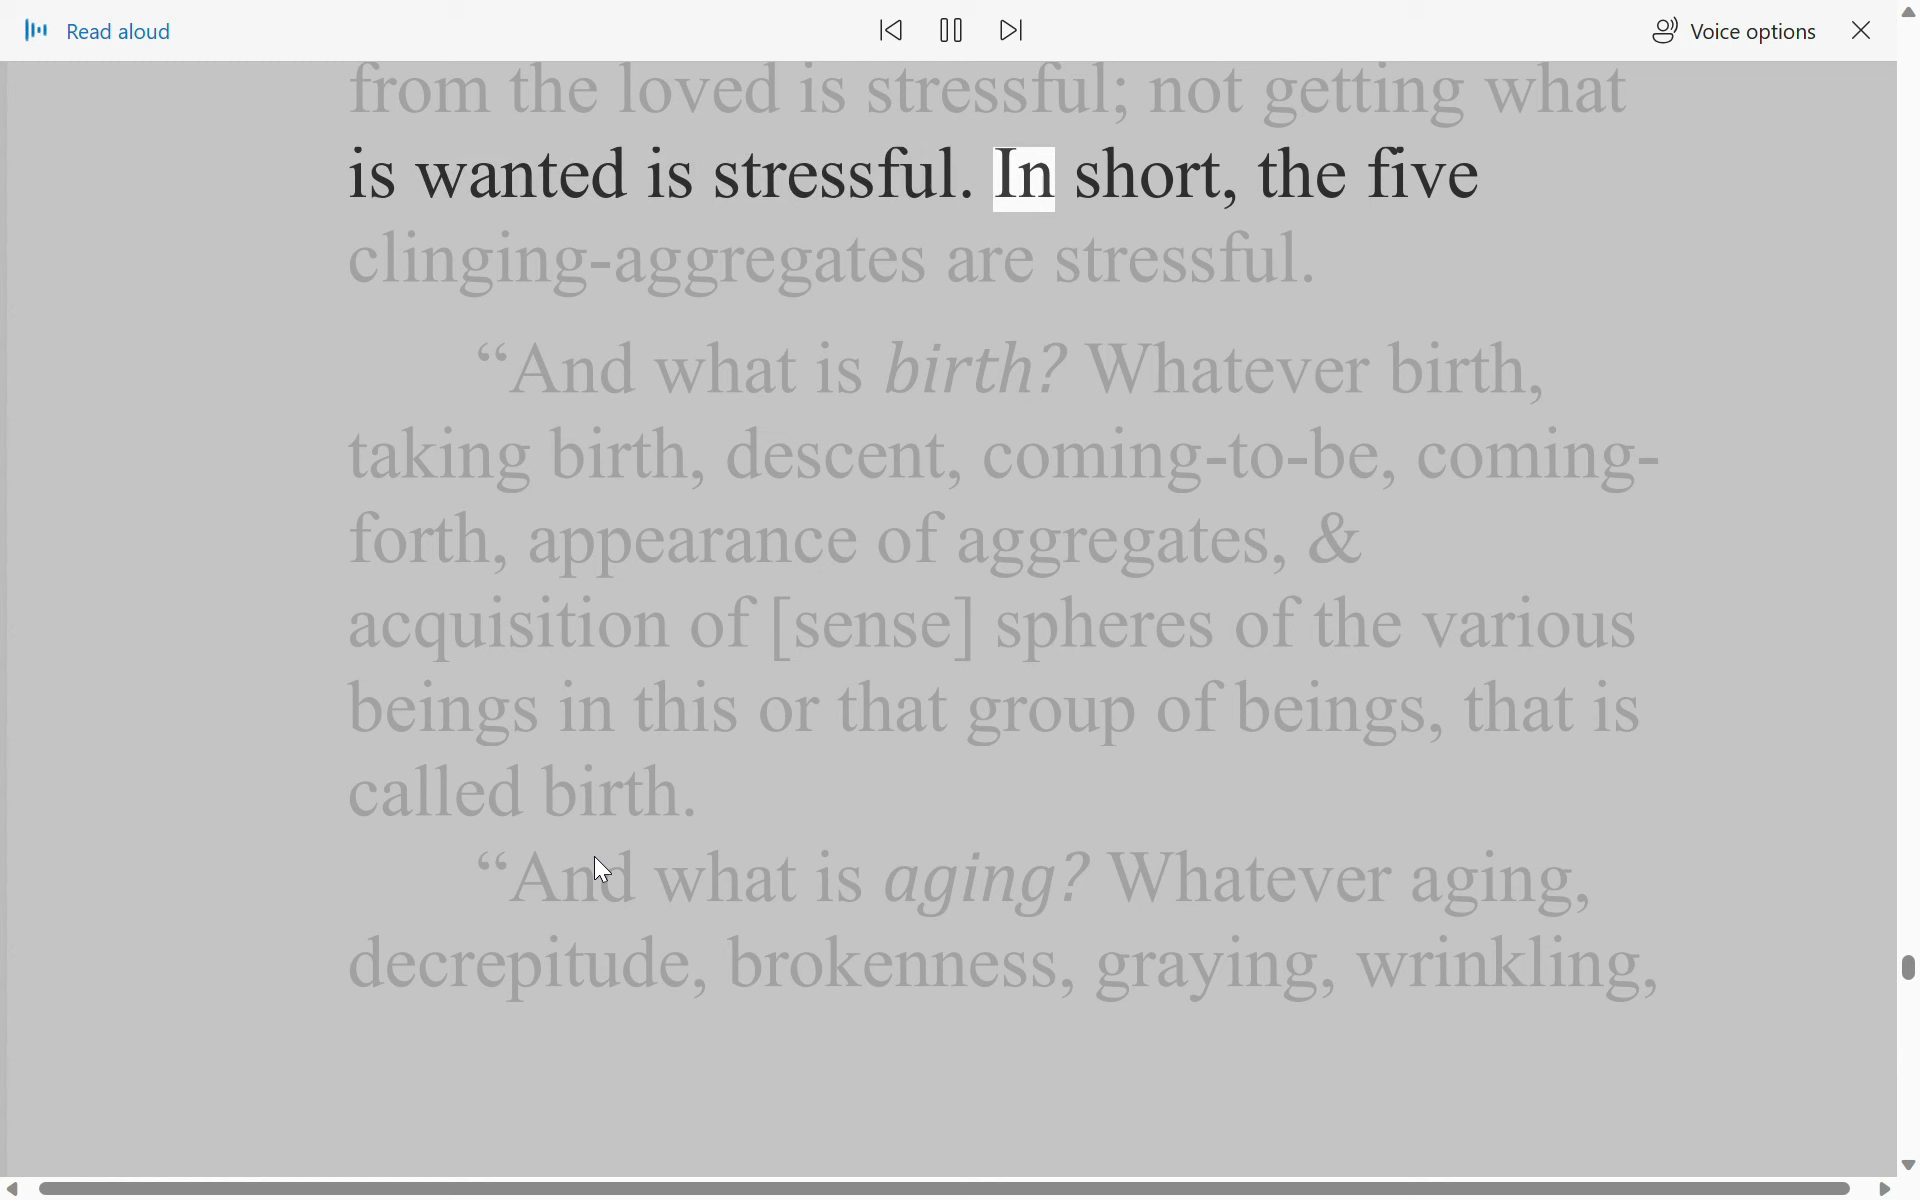 Read aloud
Voice options
from the loved is stressful; not getting what
is wanted is stressful. In short, the five
clinging-aggregates are stressful.
“And what is birth? Whatever birth,
taking birth, descent, coming-to-be, coming-
forth, appearance of aggregates, &
acquisition of [sense] spheres of the various
beings in this or that group of beings, that is
called birth.
“And what is aging? Whatever aging,
decrepitude, brokenness, graying, wrinkling,